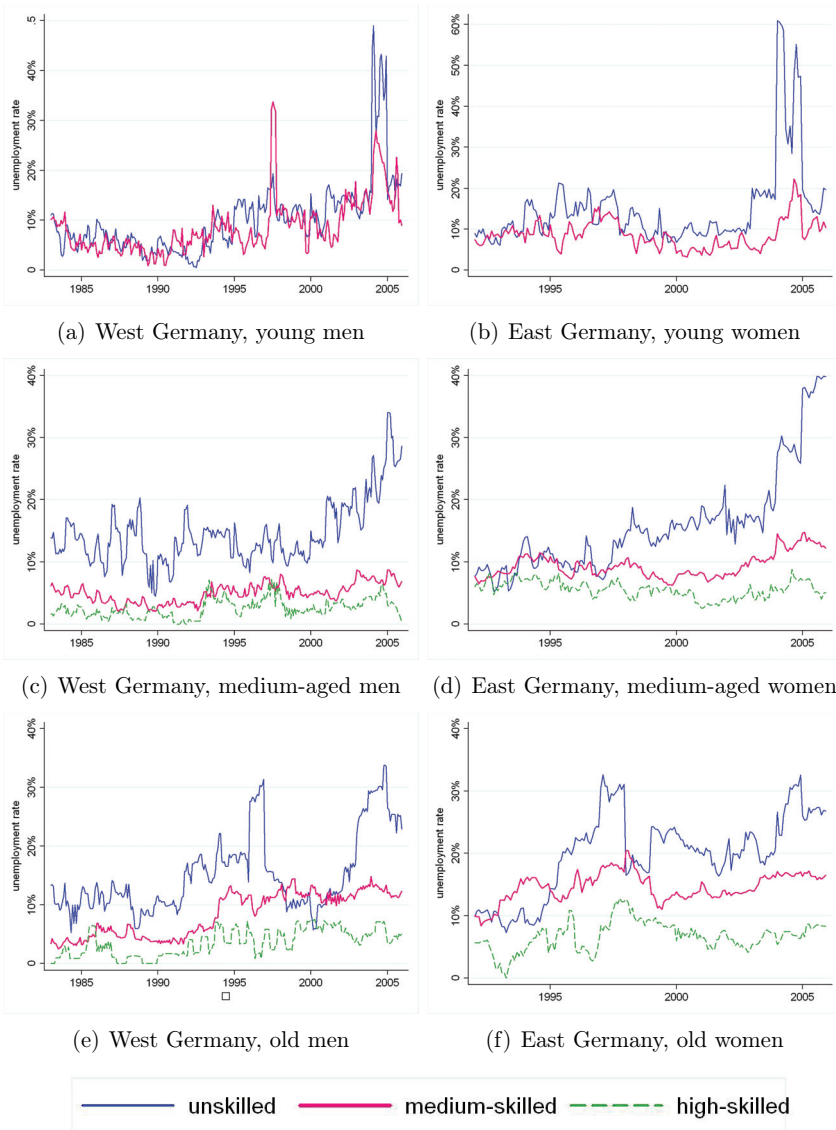 .5
40%
30%
20%
10%
0
unemployment rate
1985 1990 1995 2000 2005
(a) West Germany, young men
60%
50%
40%
30%
20%
10%
0
unemployment rate
1995 2000 2005
(b) East Germany, young women
40%
30%
20%
10%
0
unemployment rate
1985 1990 1995 2000 2005
(c) West Germany, medium-aged men
40%
30%
20%
10%
0
unemployment rate
1995 2000 2005
(d) East Germany, medium-aged women
40%
30%
20%
10%
0
unemployment rate
1985 1990 1995 2000 2005
(e) West Germany, old men
40%
30%
20%
10%
0
unemployment rate
1995 2000 2005
(f) East Germany, old women
unskilled medium-skilled high-skilled